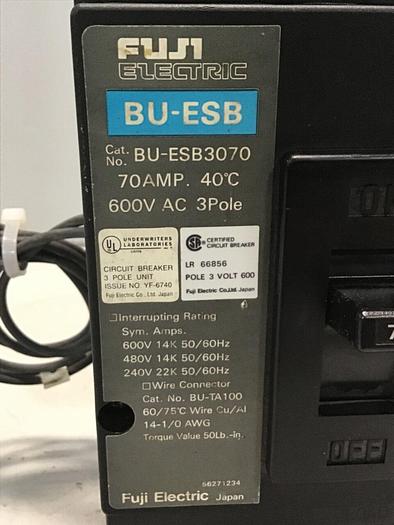 FUJI
ELECTRIC
BU-ESB
Cat. No. BU-ESB3070
70AMP. 40℃
600V AC 3Pole
UNDERWRITERS
LABORATORIES
UL
CIRCUIT BREAKER
3 POLE UNIT
ISSUE NO. YF-6740
Fuji Electric Co., Ltd. Japan
SA CERTIFIED
CIRCUIT BREAKER
LR 66856
POLE 3 VOLT 600
Fuji Electric Co.,Ltd. Japan
□Interrupting Rating
Sym. Amps.
600V 14K 50/60Hz
480V 14K 50/60Hz
240V 22K 50/60Hz
□Wire Connector
Cat. No. BU-TA100
60/75℃ Wire Cu/Al
14-1/0 AWG
Torque Value 50Lb.-in.
56271234
Fuji Electric Japan
7
OFF